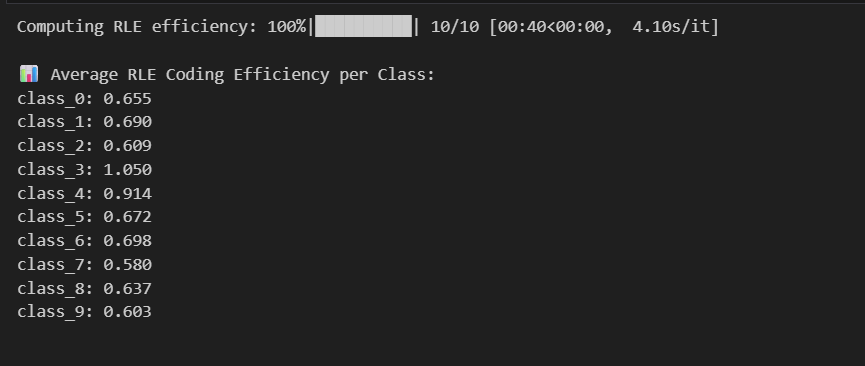 Computing RLE efficiency: 100%|██████████| 10/10 [00:40<00:00,  4.10s/it]
📊 Average RLE Coding Efficiency per Class:
class_0: 0.655
class_1: 0.690
class_2: 0.609
class_3: 1.050
class_4: 0.914
class_5: 0.672
class_6: 0.698
class_7: 0.580
class_8: 0.637
class_9: 0.603